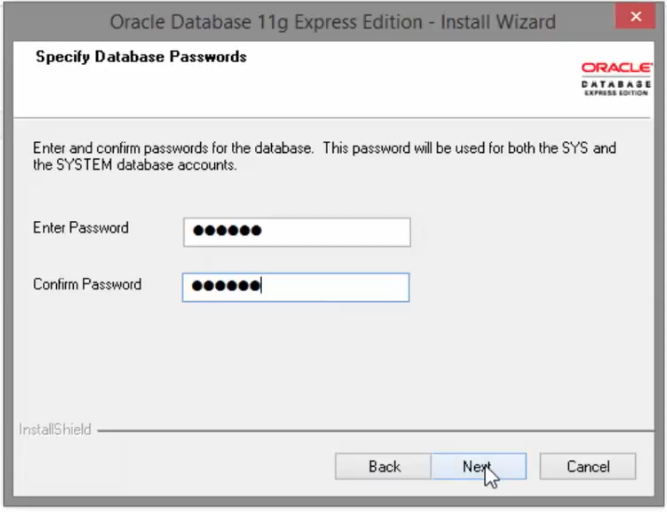 Oracle Database 11g Express Edition - Install Wizard
Specify Database Passwords
ORACLE
DATABASE
EXPRESS EDITION
Enter and confirm passwords for the database. This password will be used for both the SYS and
the SYSTEM database accounts.
Enter Password
●●●●●●
Confirm Password
●●●●●●
InstallShield
Back
Next
Cancel